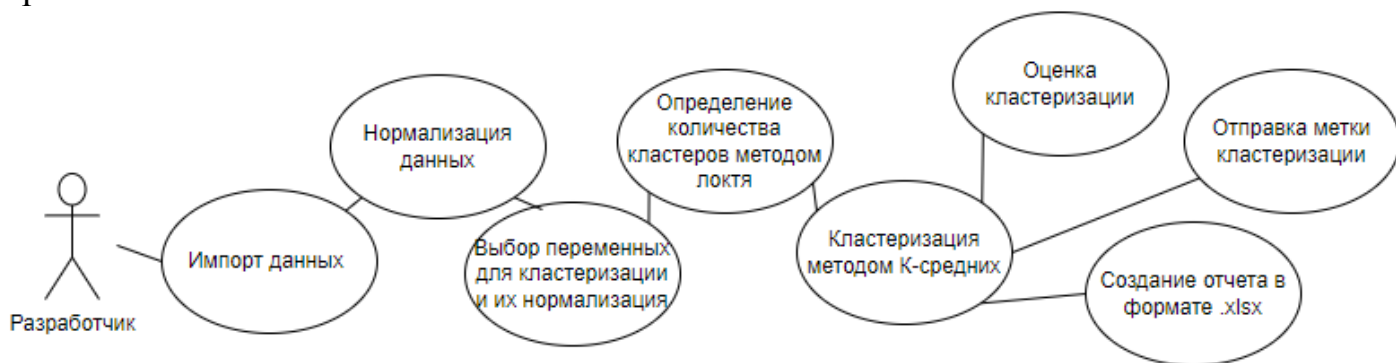 Разработчик
Импорт данных
Нормализация
данных
Выбор переменных
для кластеризации
и их нормализация
Определение
количества
кластеров методом
локтя
Кластеризация
методом К-средних
Оценка
кластеризации
Отправка метки
кластеризации
Создание отчета в
формате .xlsx